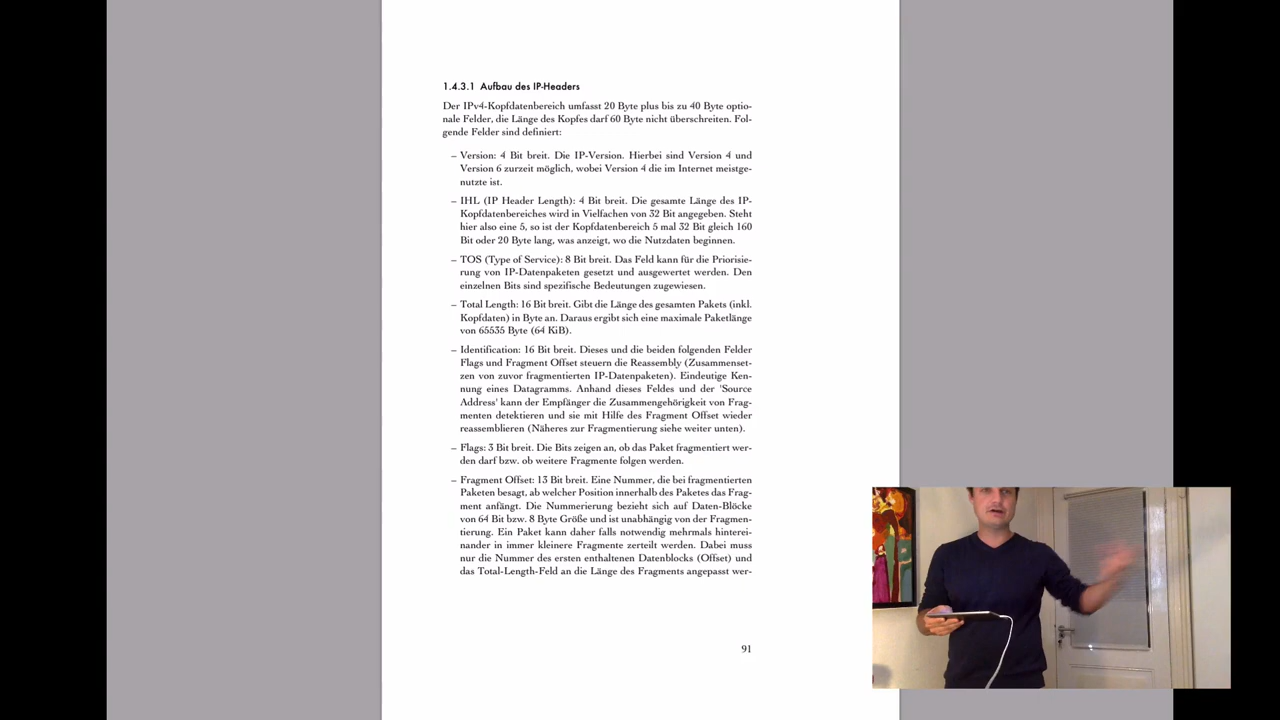 1.4.3.1 Aufbau des IP-Headers
Der IPv4-Kopfdatenbereich umfasst 20 Byte plus bis zu 40 Byte optio-
nale Felder, die Länge des Kopfes darf 60 Byte nicht überschreiten. Fol-
gende Felder sind definiert:
– Version: 4 Bit breit. Die IP-Version. Hierbei sind Version 4 und
Version 6 zurzeit möglich, wobei Version 4 die im Internet meistge-
nutzte ist.
– IHL (IP Header Length): 4 Bit breit. Die gesamte Länge des IP-
Kopfdatenbereiches wird in Vielfachen von 32 Bit angegeben. Steht
hier also eine 5, so ist der Kopfdatenbereich 5 mal 32 Bit gleich 160
Bit oder 20 Byte lang, was anzeigt, wo die Nutzdaten beginnen.
– TOS (Type of Service): 8 Bit breit. Das Feld kann für die Priorisie-
rung von IP-Datenpaketen gesetzt und ausgewertet werden. Den
einzelnen Bits sind spezifische Bedeutungen zugewiesen.
– Total Length: 16 Bit breit. Gibt die Länge des gesamten Pakets (inkl.
Kopfdaten) in Byte an. Daraus ergibt sich eine maximale Paketlänge
von 65535 Byte (64 KiB).
– Identification: 16 Bit breit. Dieses und die beiden folgenden Felder
Flags und Fragment Offset steuern die Reassembly (Zusammenset-
zen von zuvor fragmentierten IP-Datenpaketen). Eindeutige Ken-
nung eines Datagramms. Anhand dieses Feldes und der 'Source
Address' kann der Empfänger die Zusammengehörigkeit von Frag-
menten detektieren und sie mit Hilfe des Fragment Offset wieder
reassemblieren (Näheres zur Fragmentierung siehe weiter unten).
– Flags: 3 Bit breit. Die Bits zeigen an, ob das Paket fragmentiert wer-
den darf bzw. ob weitere Fragmente folgen werden.
– Fragment Offset: 13 Bit breit. Eine Nummer, die bei fragmentierten
Paketen besagt, ab welcher Position innerhalb des Paketes das Frag-
ment anfängt. Die Nummerierung bezieht sich auf Daten-Blöcke
von 64 Bit bzw. 8 Byte Größe und ist unabhängig von der Fragmen-
tierung. Ein Paket kann daher falls notwendig mehrmals hinterei-
nander in immer kleinere Fragmente zerteilt werden. Dabei muss
nur die Nummer des ersten enthaltenen Datenblocks (Offset) und
das Total-Length-Feld an die Länge des Fragments angepasst wer-
91